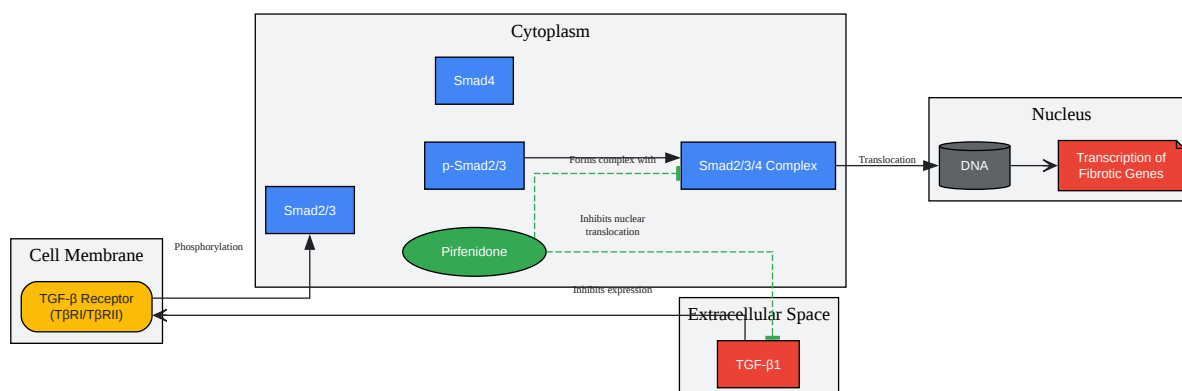 Cytoplasm
Smad4
Nucleus
p-Smad2/3
Forms complex with
Smad2/3/4 Complex
Translocation
DNA
Transcription of
Fibrotic Genes
Smad2/3
Inhibits nuclear
translocation
Phosphorylation
Cell Membrane
Pirfenidone
TGF-β Receptor
(TβRI/TβRII)
Inhibits expression
Extracellular Space
TGF-β1